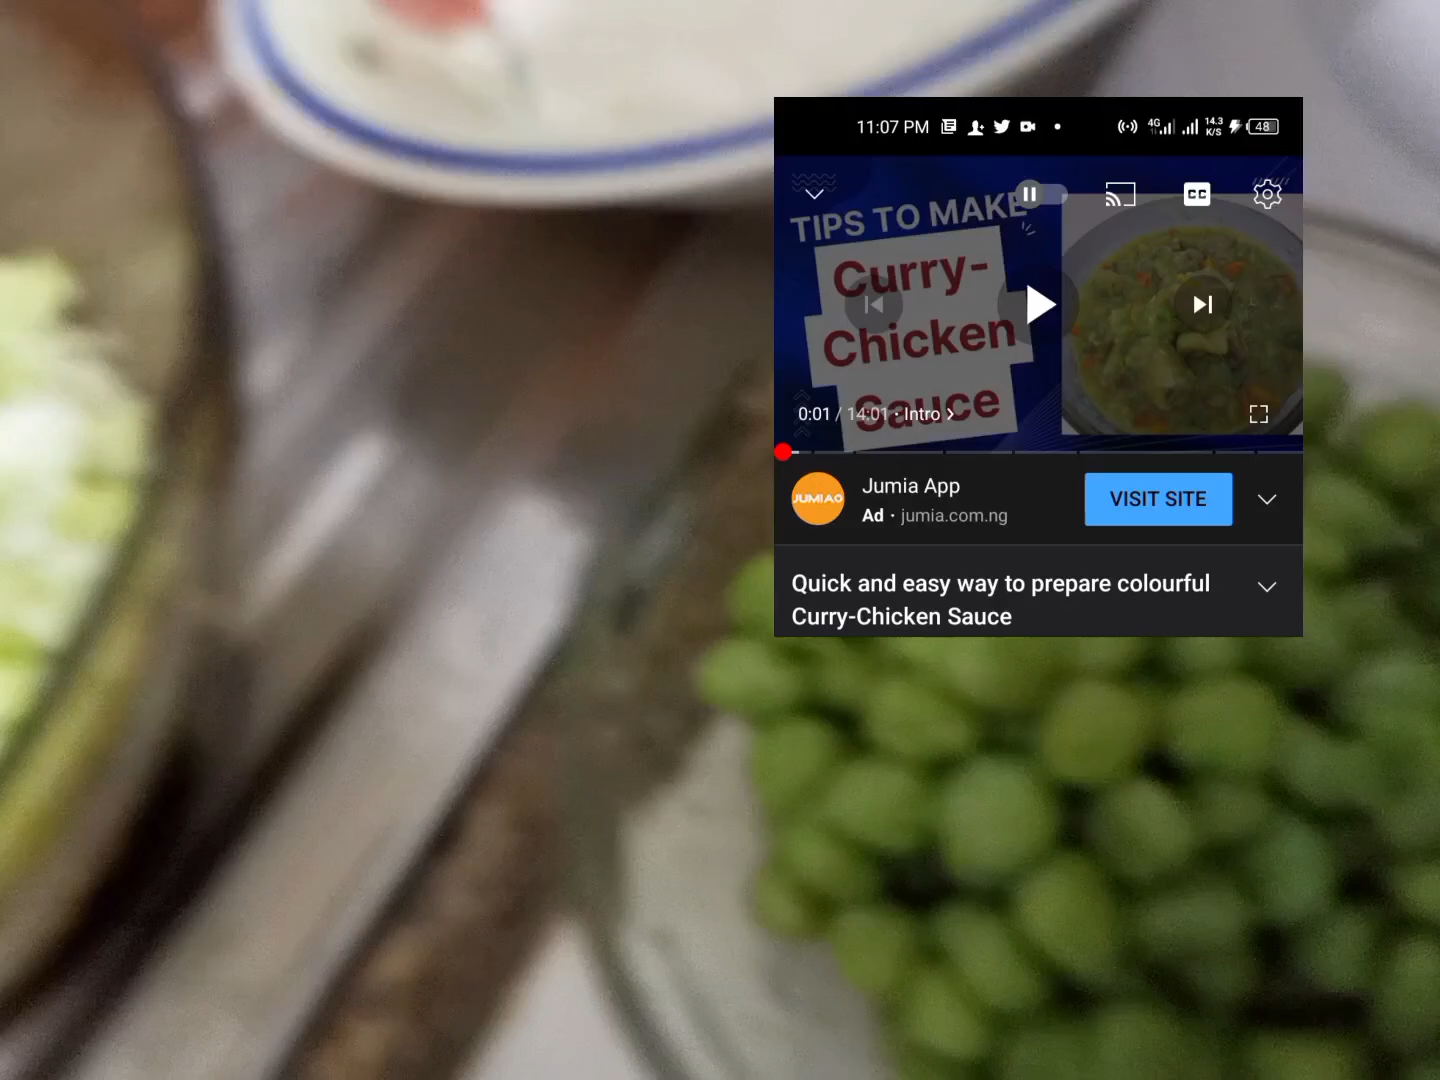 11:07 PM
4G
14.3
K/S
48
TIPS TO MAKE
CC
Curry-
Chicken
Sauce
0:01 / 14:01 • Intro
JUMIA
Jumia App
VISIT SITE
Ad • jumia.com.ng
Quick and easy way to prepare colourful
Curry-Chicken Sauce